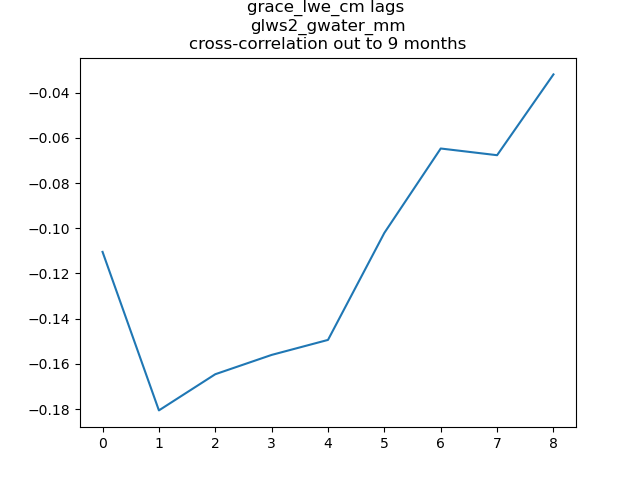 grace_lwe_cm lags
glws2_gwater_mm
cross-correlation out to 9 months
−0.04
−0.06
−0.08
−0.10
−0.12
−0.14
−0.16
−0.18
0 1 2 3 4 5 6 7 8